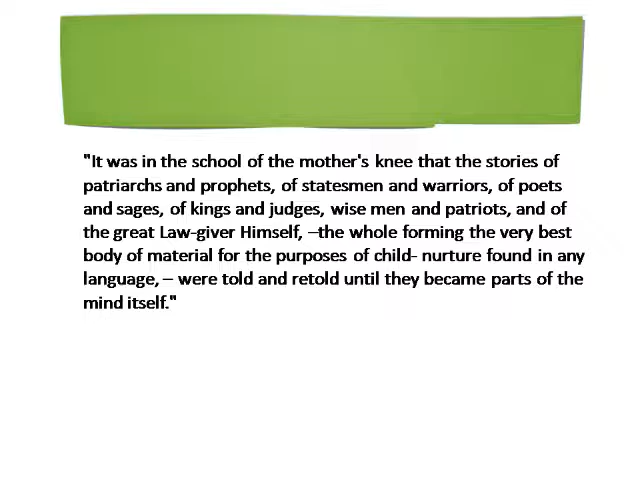 "It was in the school of the mother's knee that the stories of
patriarchs and prophets, of statesmen and warriors, of poets
and sages, of kings and judges, wise men and patriots, and of
the great Law-giver Himself, –the whole forming the very best
body of material for the purposes of child- nurture found in any
language, – were told and retold until they became parts of the
mind itself."